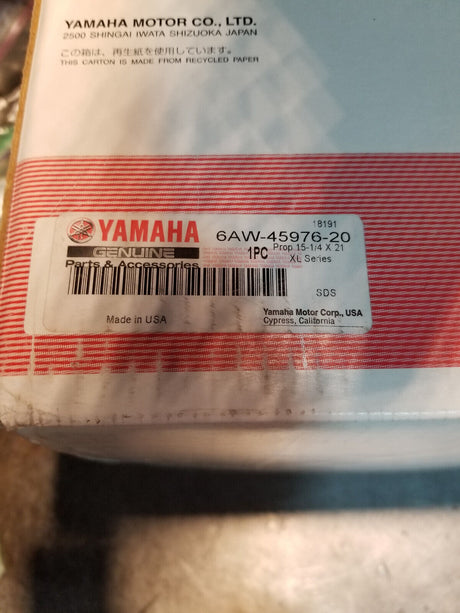 YAMAHA MOTOR CO., LTD.
2500 SHINGAI IWATA SHIZUOKA JAPAN
この箱は、再生紙を使用しています。
THIS CARTON IS MADE FROM RECYCLED PAPER
18191
YAMAHA 6AW-45976-20
GENUINE 1PC Prop 15-1/4 X 21
Parts & Accessories XL Series
SDS
Made in USA Yamaha Motor Corp., USA
Cypress, California